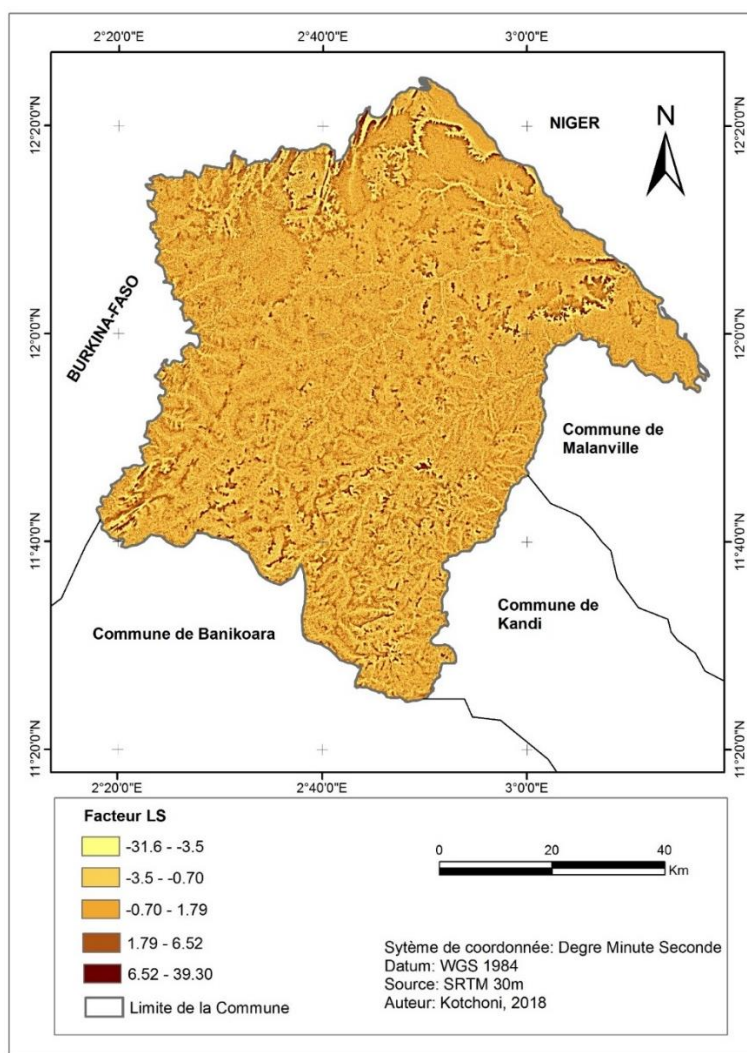 2°20'0"E
2°40'0"E
3°0'0"E
12°20'0"N
12°20'0"N
NIGER
N
BURKINA-FASO
12°0'0"N
12°0'0"N
Commune de
Malanville
11°40'0"N
11°40'0"N
Commune de
Kandi
Commune de Banikoara
11°20'0"N
11°20'0"N
2°20'0"E
2°40'0"E
3°0'0"E
Facteur LS
-31.6 - -3.5
-3.5 - -0.70
-0.70 - 1.79
1.79 - 6.52
6.52 - 39.30
Limite de la Commune
0 20 40
Km
Sytème de coordonnée: Degre Minute Seconde
Datum: WGS 1984
Source: SRTM 30m
Auteur: Kotchoni, 2018